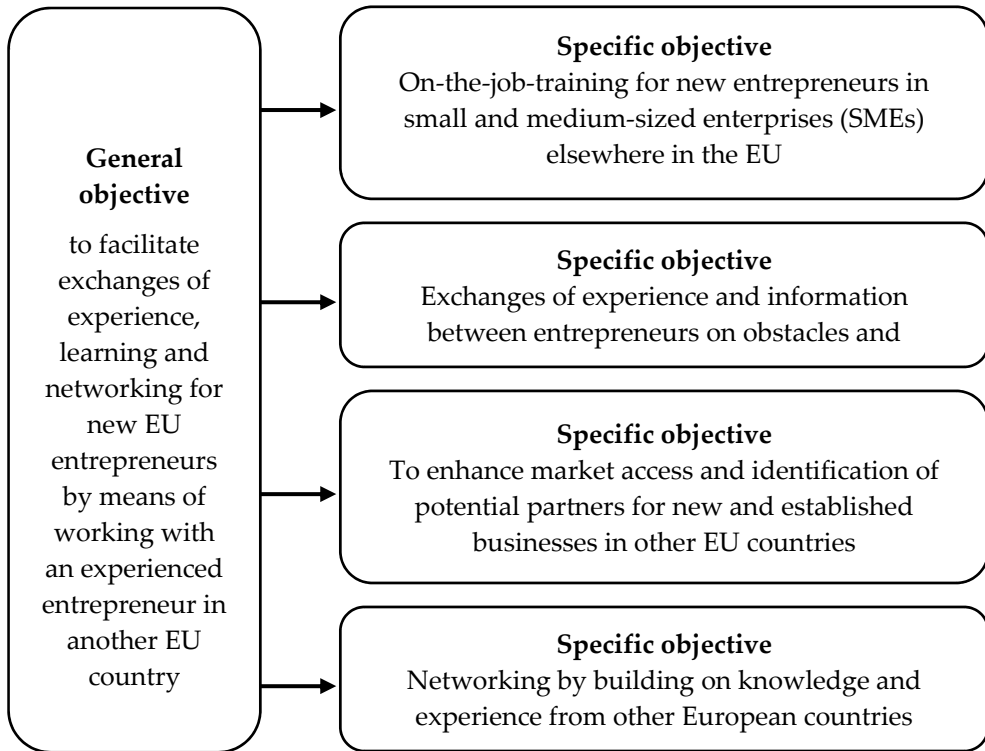 General
objective
to facilitate
exchanges of
experience,
learning and
networking for
new EU
entrepreneurs
by means of
working with
an experienced
entrepreneur in
another EU
country
Specific objective
On-the-job-training for new entrepreneurs in
small and medium-sized enterprises (SMEs)
elsewhere in the EU
Specific objective
Exchanges of experience and information
between entrepreneurs on obstacles and
Specific objective
To enhance market access and identification of
potential partners for new and established
businesses in other EU countries
Specific objective
Networking by building on knowledge and
experience from other European countries